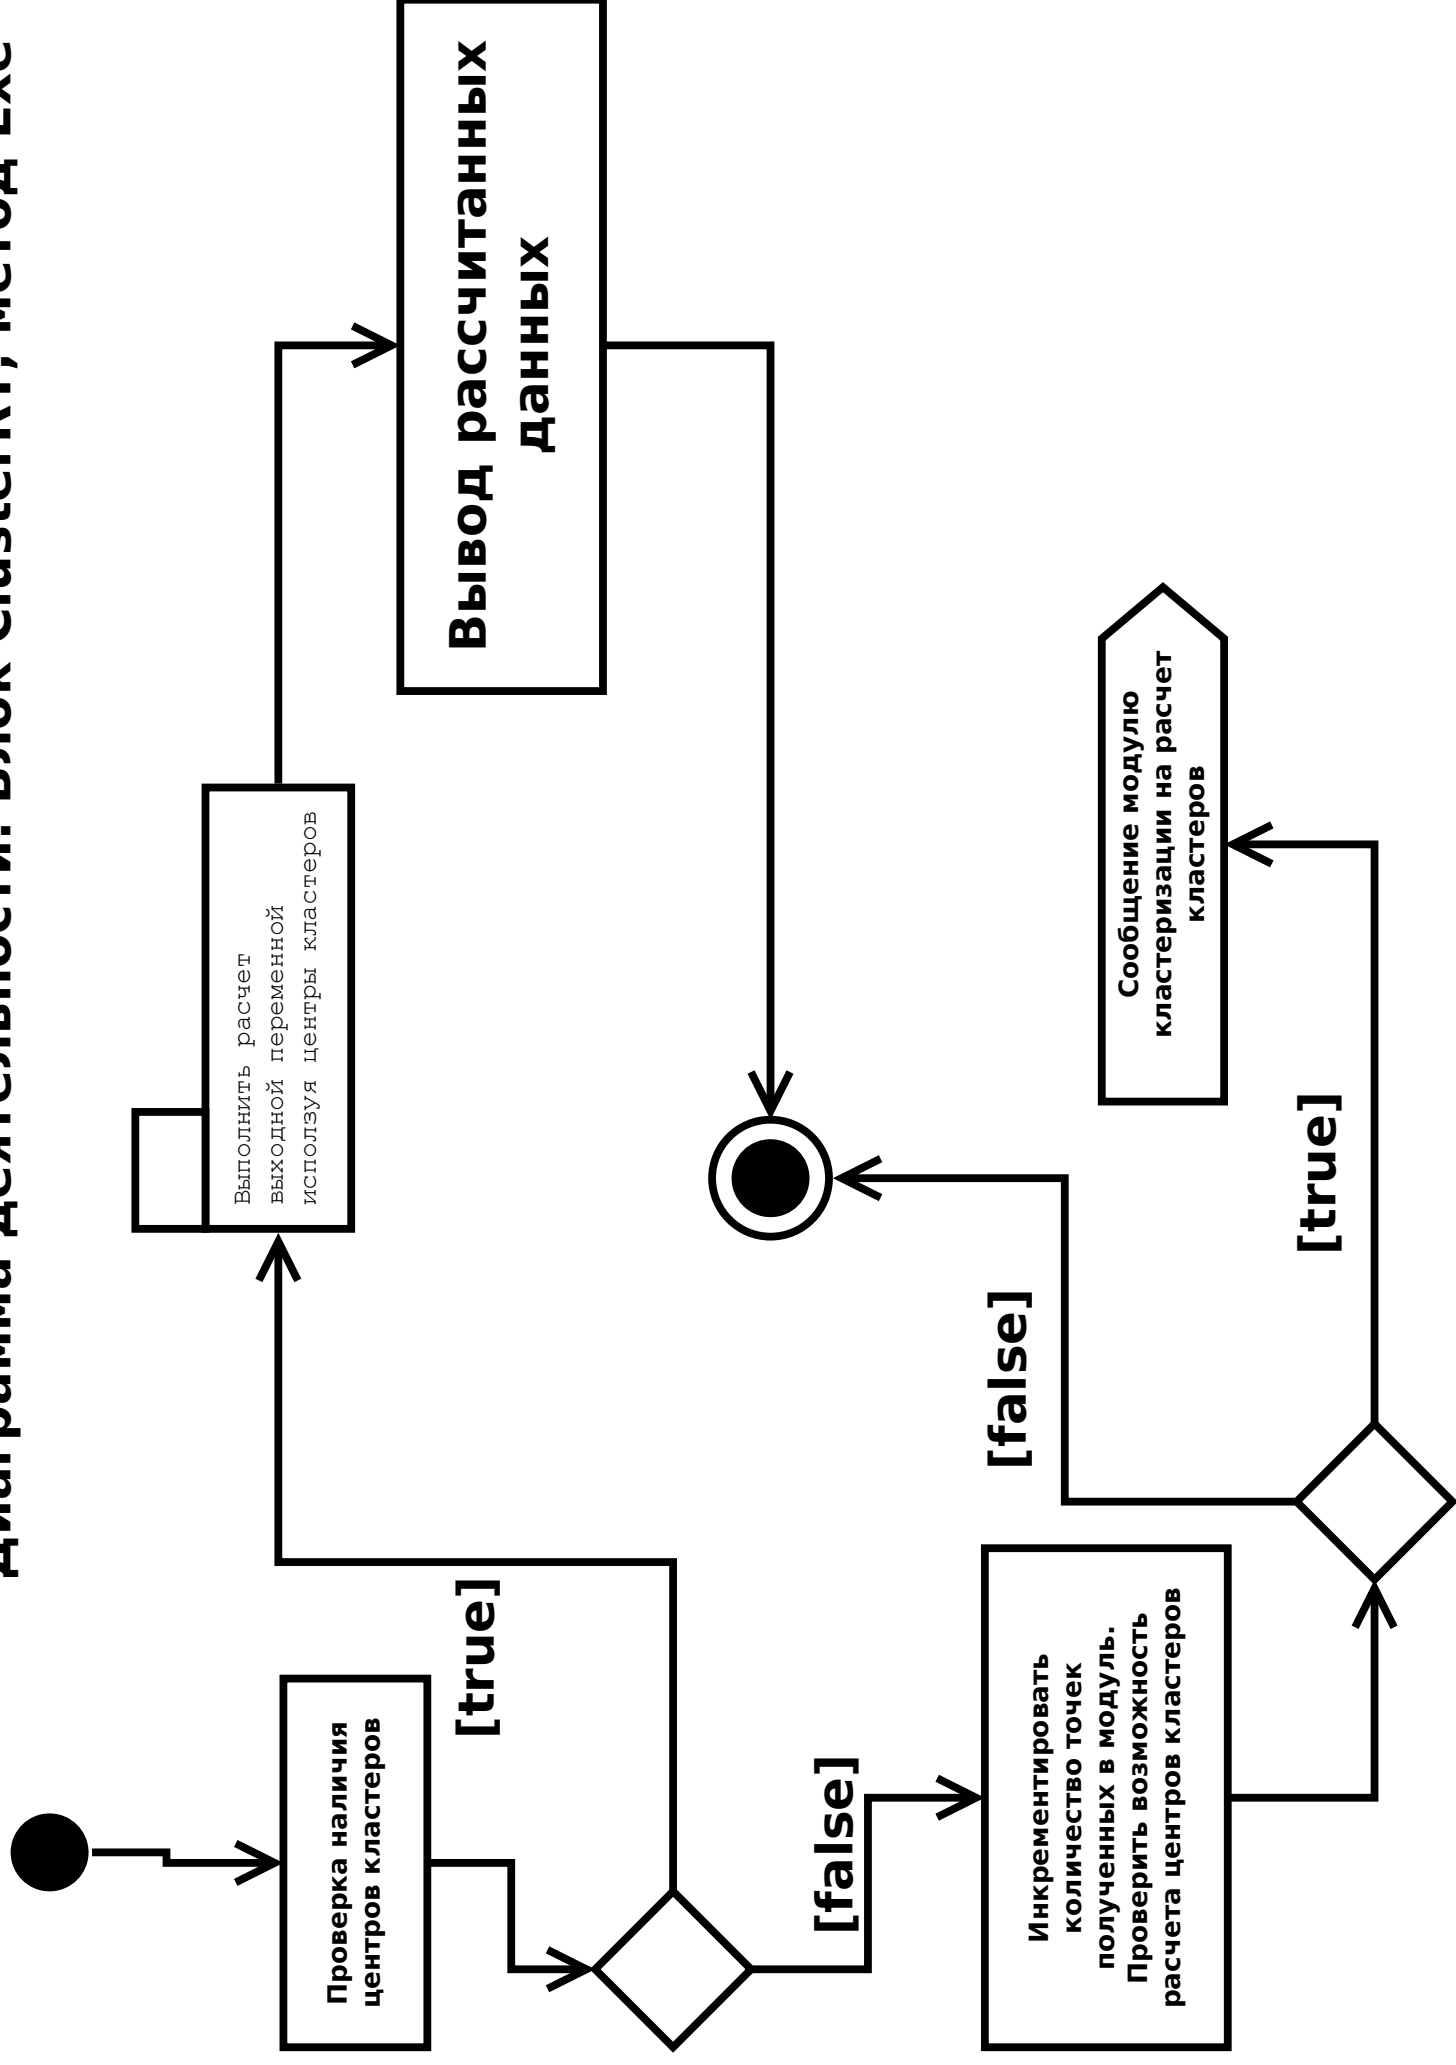 Диаграмма деятельности. Блок ClusterRT, метод Exe
Проверка наличия
центров кластеров
[true]
Выполнить расчет
выходной переменной
используя центры кластеров
Вывод рассчитанных
данных
[false]
Инкрементировать
количество точек
полученных в модуль.
Проверить возможность
расчета центров кластеров
[false]
[true]
Сообщение модулю
кластеризации на расчет
кластеров